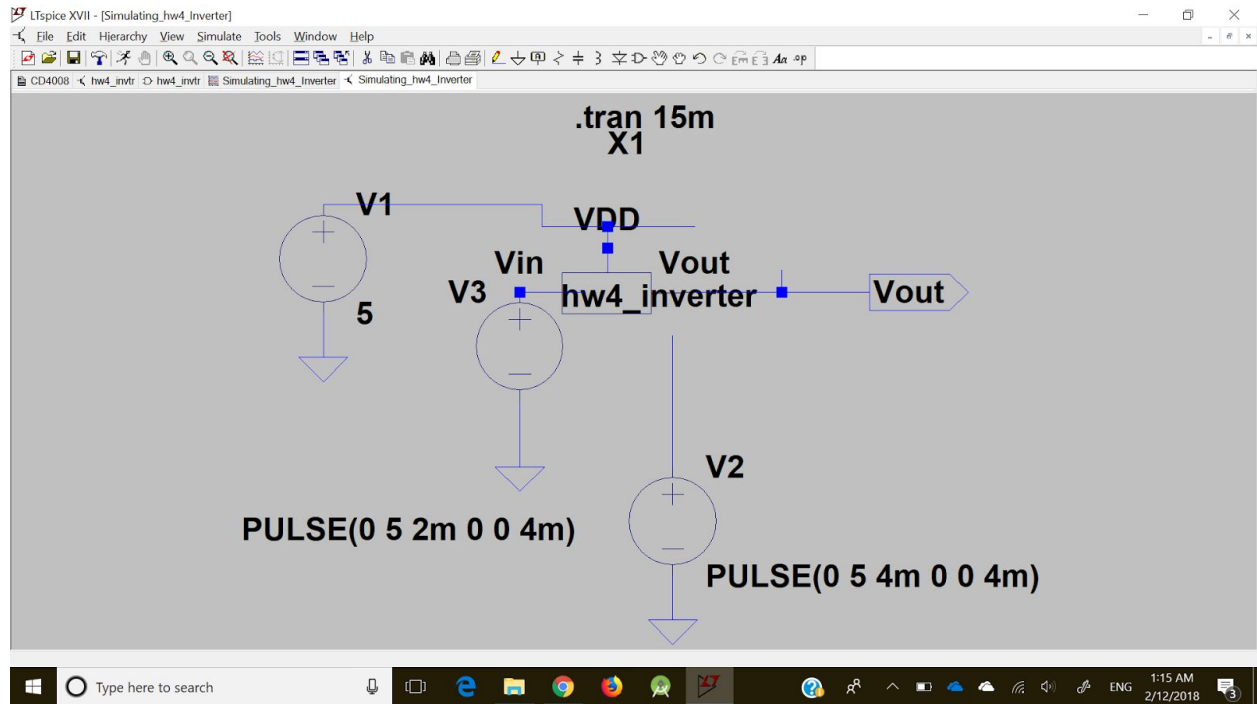 LTspice XVII - [Simulating_hw4_Inverter]
File Edit Hierarchy View Simulate Tools Window Help
CD4008 hw4_invtr hw4_invtr Simulating_hw4_Inverter Simulating_hw4_Inverter
.tran 15m
X1
V1
VDD
Vin Vout
V3 hw4_inverter Vout
5
V2
PULSE(0 5 2m 0 0 4m)
PULSE(0 5 4m 0 0 4m)
Type here to search
ENG
1:15 AM
2/12/2018
3